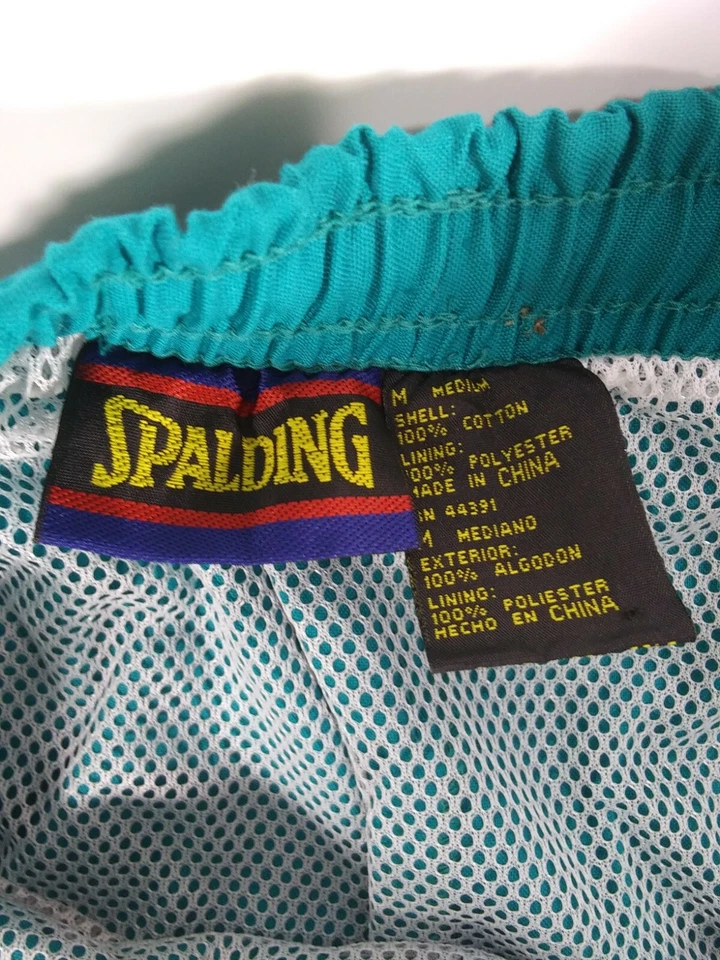 SPALDING
M MEDIUM
SHELL:
100% COTTON
LINING:
100% POLYESTER
MADE IN CHINA
RN 44391
M MEDIANO
EXTERIOR:
100% ALGODON
LINING:
100% POLIESTER
HECHO EN CHINA